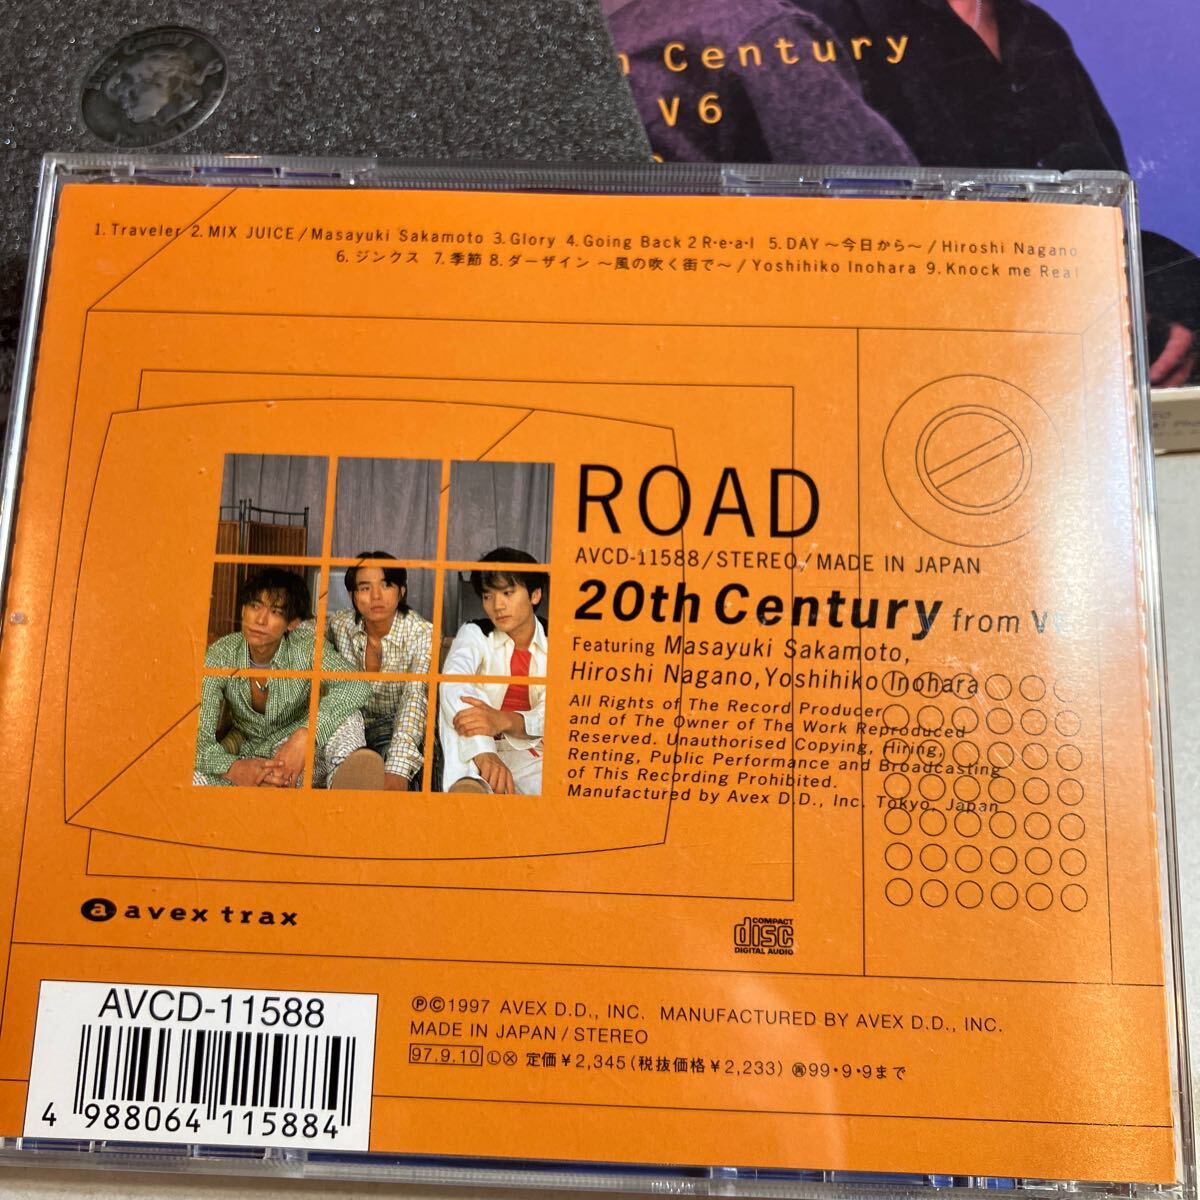 Century
V6
1. Traveler 2. MIX JUICE/Masayuki Sakamoto 3. Glory 4. Going Back 2 R・e・a・l 5. DAY ～今日から～/Hiroshi Nagano
6. ジンクス 7. 季節 8. ダーザイン ～風の吹く街で～/Yoshihiko Inohara 9. Knock me Real
ROAD
AVCD-11588/STEREO/MADE IN JAPAN
20th Century from V6
Featuring Masayuki Sakamoto,
Hiroshi Nagano, Yoshihiko Inohara
All Rights of The Record Producer
and of The Owner of The Work Reproduced
Reserved. Unauthorised Copying, Hiring,
Renting, Public Performance and Broadcasting
of This Recording Prohibited.
Manufactured by Avex D.D., Inc. Tokyo, Japan
a avex trax
COMPACT
disc
DIGITAL AUDIO
AVCD-11588
4 988064 115884
Ⓟ©1997 AVEX D.D., INC. MANUFACTURED BY AVEX D.D., INC.
MADE IN JAPAN/STEREO
97.9.10 Ⓛ Ⓧ 定価￥2,345(税抜価格￥2,233) 再99・9・9まで